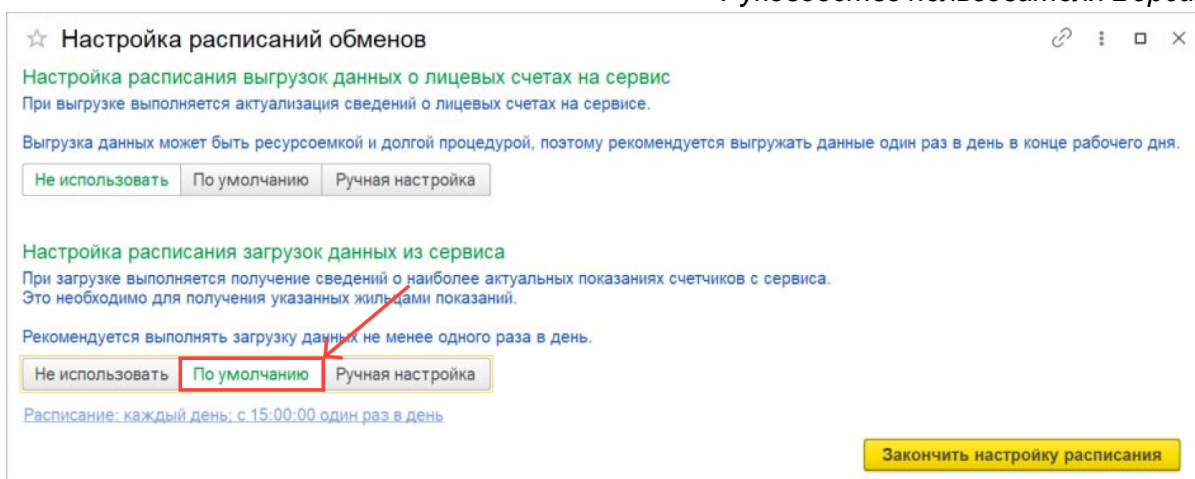 Руководство пользователя
Настройка расписаний обменов
Настройка расписания выгрузок данных о лицевых счетах на сервис
При выгрузке выполняется актуализация сведений о лицевых счетах на сервисе.
Выгрузка данных может быть ресурсоемкой и долгой процедурой, поэтому рекомендуется выгружать данные один раз в день в конце рабочего дня.
Не использовать По умолчанию Ручная настройка
Настройка расписания загрузок данных из сервиса
При загрузке выполняется получение сведений о наиболее актуальных показаниях счетчиков с сервиса.
Это необходимо для получения указанных жильцами показаний.
Рекомендуется выполнять загрузку данных не менее одного раза в день.
Не использовать По умолчанию Ручная настройка
Расписание: каждый день; с 15:00:00 один раз в день
Закончить настройку расписания